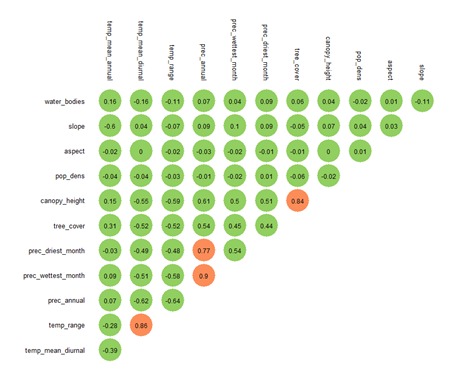 temp_mean_annual temp_mean_diurnal temp_range prec_annual prec_wettest_month prec_driest_month tree_cover canopy_height pop_dens aspect slope
water_bodies 0.16 -0.16 -0.11 0.07 0.04 0.09 0.06 0.04 -0.02 0.01 -0.11
slope -0.6 0.04 -0.07 0.09 0.1 0.09 -0.05 0.07 0.04 0.03
aspect -0.02 0 -0.02 -0.03 -0.02 -0.01 -0.01 0 0.01
pop_dens -0.04 -0.04 -0.03 -0.01 -0.02 0.01 -0.06 -0.02
canopy_height 0.15 -0.55 -0.59 0.61 0.5 0.51 0.84
tree_cover 0.31 -0.52 -0.52 0.54 0.45 0.44
prec_driest_month -0.03 -0.49 -0.48 0.77 0.54
prec_wettest_month 0.09 -0.51 -0.58 0.9
prec_annual 0.07 -0.62 -0.64
temp_range -0.28 0.86
temp_mean_diurnal -0.39